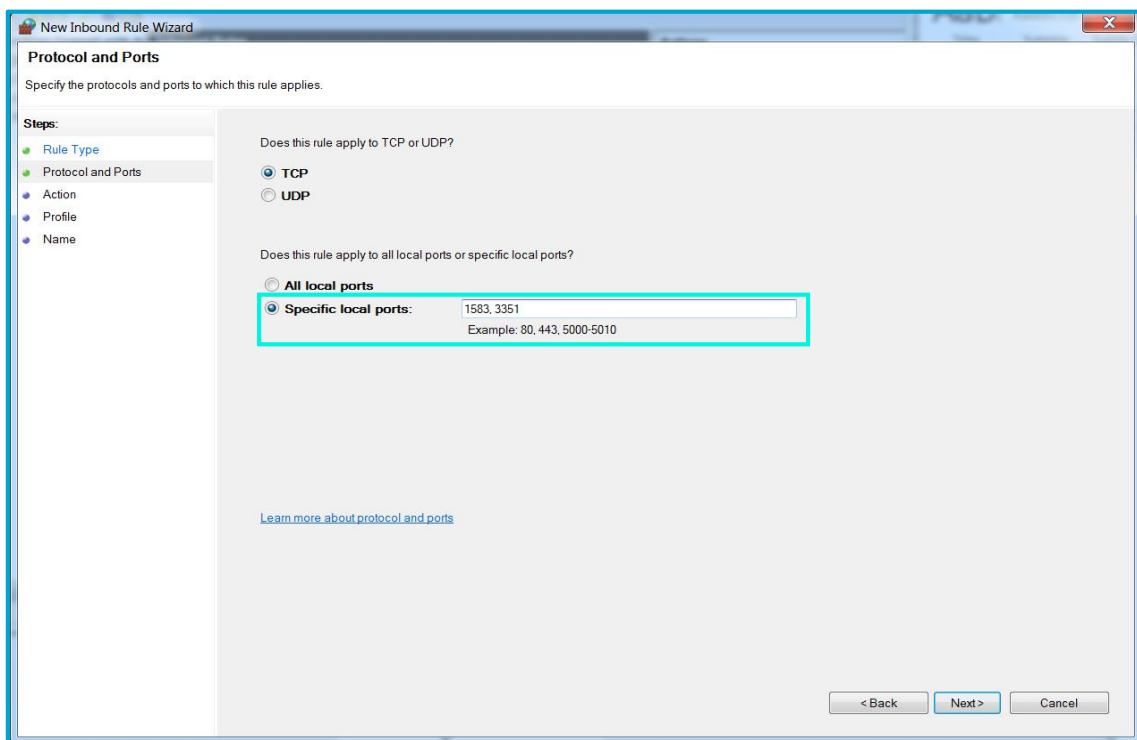 New Inbound Rule Wizard
X
Protocol and Ports
Specify the protocols and ports to which this rule applies.
Steps:
Rule Type
Protocol and Ports
Action
Profile
Name
Does this rule apply to TCP or UDP?
TCP
UDP
Does this rule apply to all local ports or specific local ports?
All local ports
Specific local ports: 1583, 3351
Example: 80, 443, 5000-5010
Learn more about protocol and ports
< Back Next > Cancel